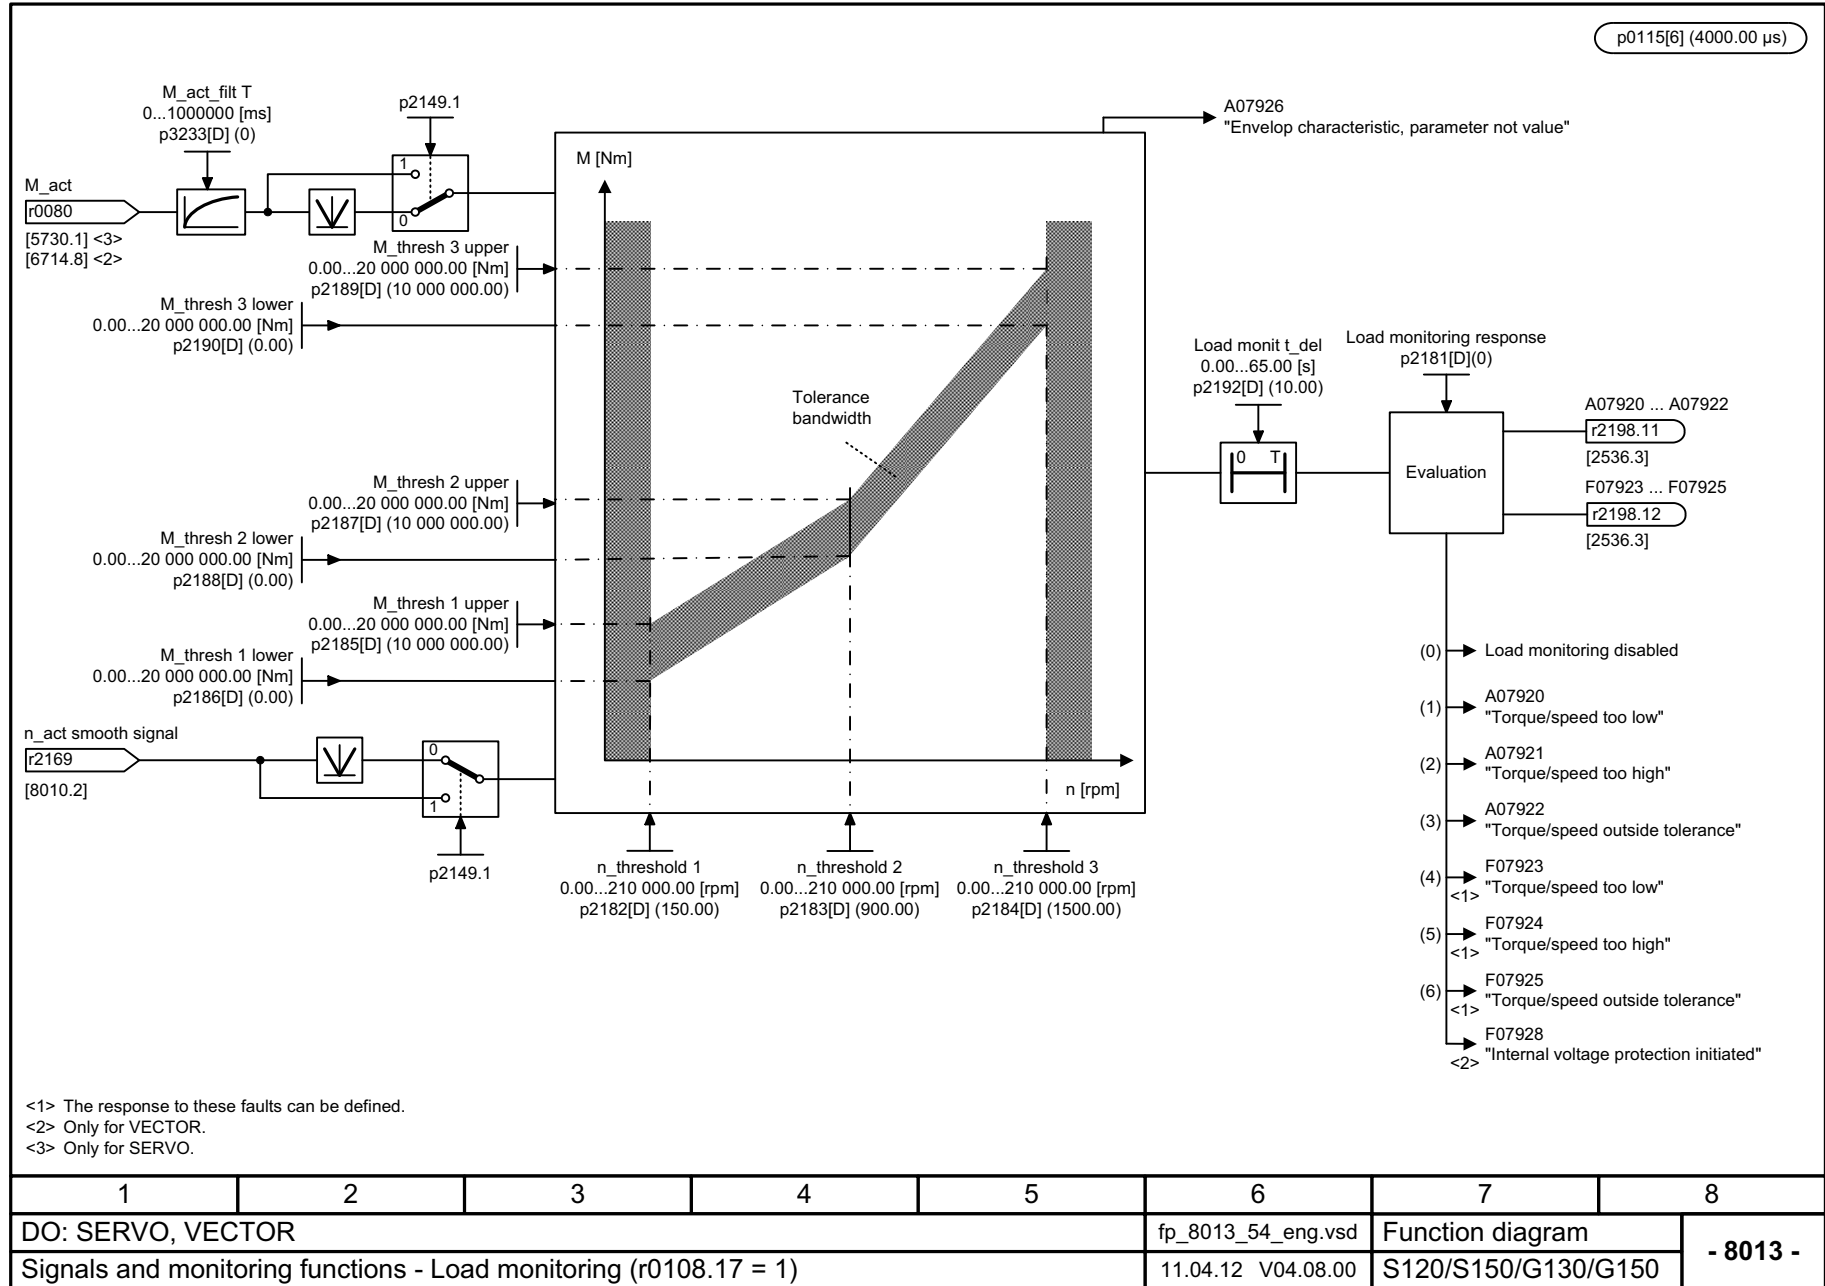 p0115[6] (4000.00 µs)
M_act_filt T
0...1000000 [ms]
p3233[D] (0)
p2149.1
A07926
"Envelop characteristic, parameter not value"
M_act
r0080
[5730.1] <3>
[6714.8] <2>
1
0
M [Nm]
M_thresh 3 upper
0.00...20 000 000.00 [Nm]
p2189[D] (10 000 000.00)
M_thresh 3 lower
0.00...20 000 000.00 [Nm]
p2190[D] (0.00)
Tolerance
bandwidth
Load monit t_del
0.00...65.00 [s]
p2192[D] (10.00)
Load monitoring response
p2181[D](0)
0 T
Evaluation
A07920 ... A07922
r2198.11
[2536.3]
F07923 ... F07925
r2198.12
[2536.3]
M_thresh 2 upper
0.00...20 000 000.00 [Nm]
p2187[D] (10 000 000.00)
M_thresh 2 lower
0.00...20 000 000.00 [Nm]
p2188[D] (0.00)
M_thresh 1 upper
0.00...20 000 000.00 [Nm]
p2185[D] (10 000 000.00)
M_thresh 1 lower
0.00...20 000 000.00 [Nm]
p2186[D] (0.00)
n_act smooth signal
r2169
[8010.2]
0
1
p2149.1
n [rpm]
n_threshold 1
0.00...210 000.00 [rpm]
p2182[D] (150.00)
n_threshold 2
0.00...210 000.00 [rpm]
p2183[D] (900.00)
n_threshold 3
0.00...210 000.00 [rpm]
p2184[D] (1500.00)
(0) Load monitoring disabled
(1) A07920
"Torque/speed too low"
(2) A07921
"Torque/speed too high"
(3) A07922
"Torque/speed outside tolerance"
(4) F07923
<1> "Torque/speed too low"
(5) F07924
<1> "Torque/speed too high"
(6) F07925
<1> "Torque/speed outside tolerance"
F07928
<2> "Internal voltage protection initiated"
<1> The response to these faults can be defined.
<2> Only for VECTOR.
<3> Only for SERVO.
1 2 3 4 5 6 7 8
DO: SERVO, VECTOR
fp_8013_54_eng.vsd
Function diagram
- 8013 -
Signals and monitoring functions - Load monitoring (r0108.17 = 1)
11.04.12 V04.08.00
S120/S150/G130/G150